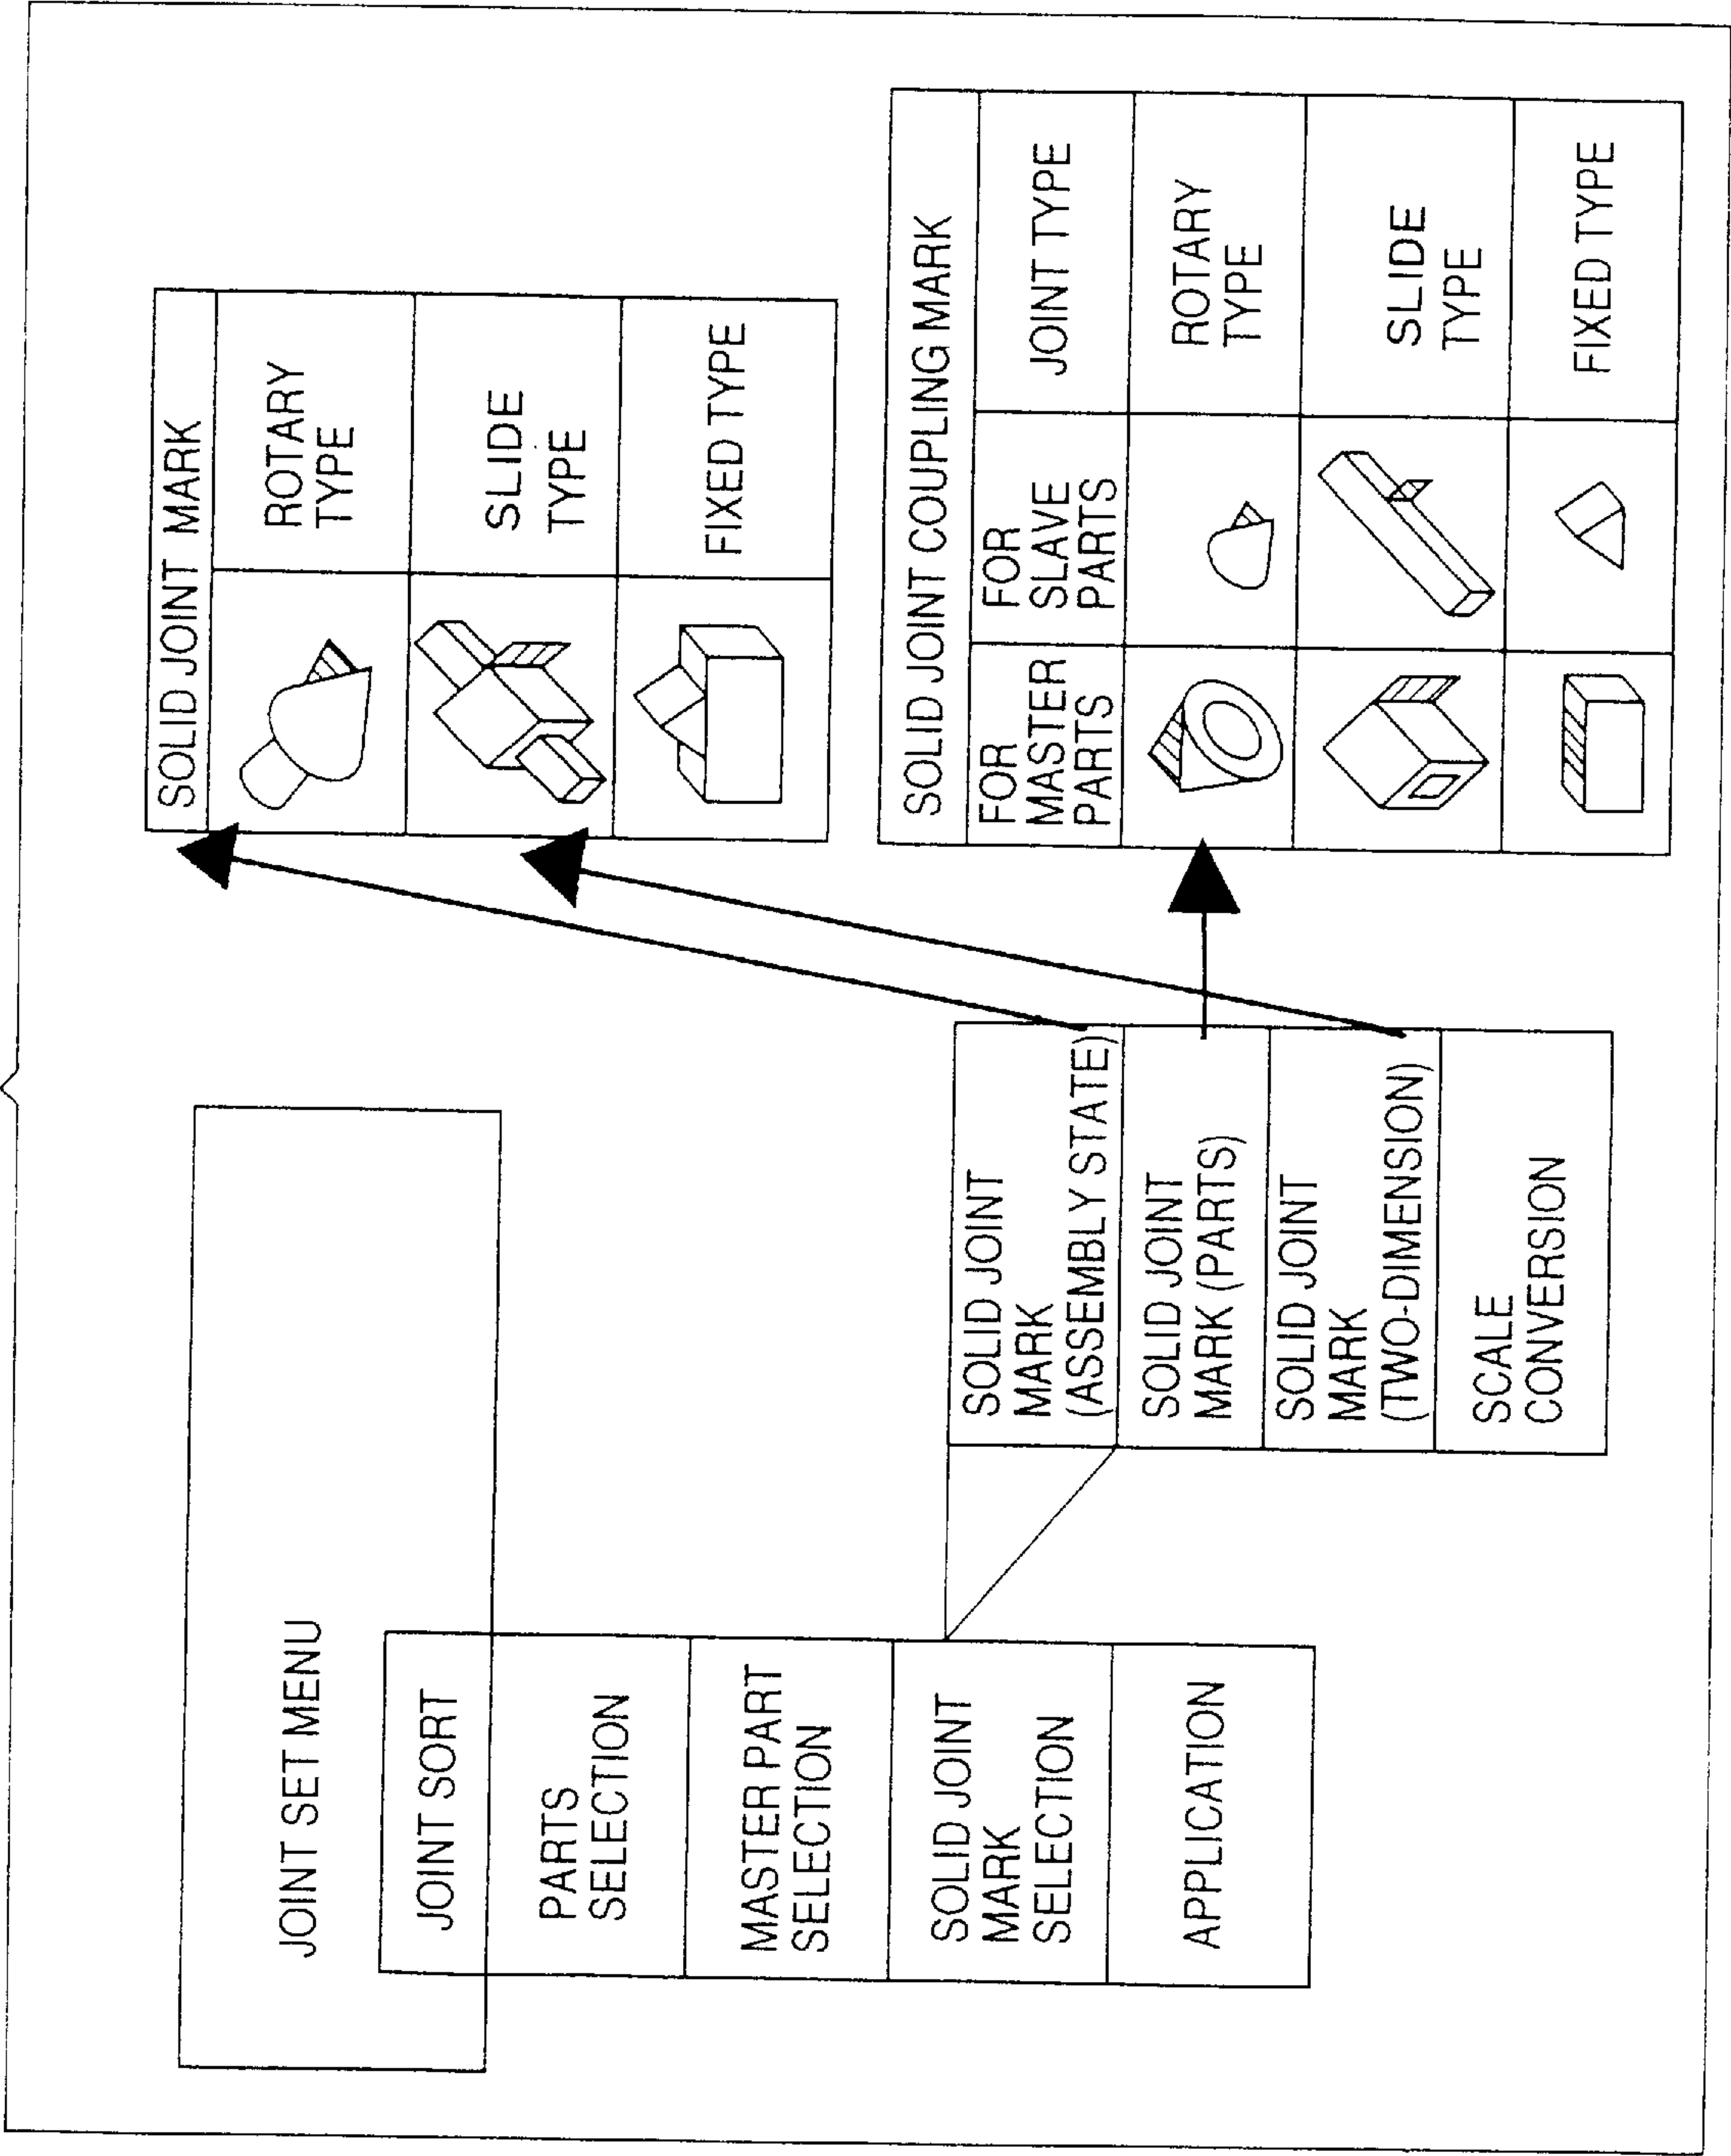 JOINT SET MENU
JOINT SORT
PARTS
SELECTION
MASTER PART
SELECTION
SOLID JOINT
MARK
SELECTION
APPLICATION
SOLID JOINT
MARK
(ASSEMBLY STATE)
SOLID JOINT
MARK (PARTS)
SOLID JOINT
MARK
(TWO-DIMENSION)
SCALE
CONVERSION
SOLID JOINT MARK
ROTARY
TYPE
SLIDE
TYPE
FIXED TYPE
SOLID JOINT COUPLING MARK
FOR
MASTER
PARTS
FOR
SLAVE
PARTS
JOINT TYPE
ROTARY
TYPE
SLIDE
TYPE
FIXED TYPE